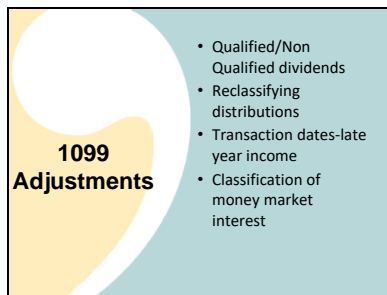 1099
Adjustments
• Qualified/Non
Qualified dividends
• Reclassifying
distributions
• Transaction dates-late
year income
• Classification of
money market
interest